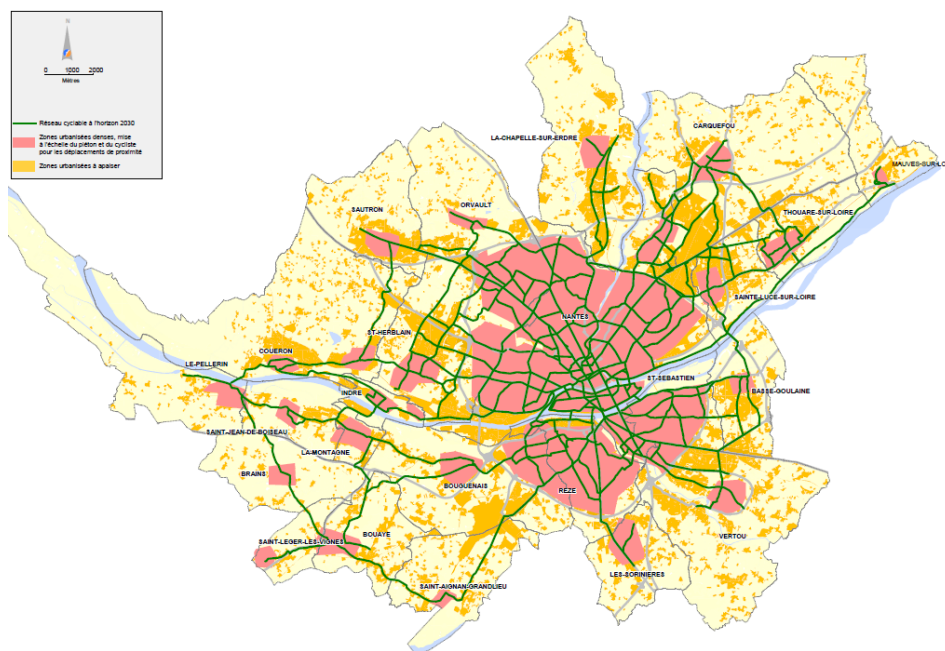 N
0 1000 2000
Mètres
Réseau cyclable à l'horizon 2030
Zones urbanisées denses, mise
à l'échelle du piéton et du cycliste
pour les déplacements de proximité
Zones urbanisées à apaiser
LA-CHAPELLE-SUR-ERDRE
CARQUEFOU
MAUVES-SUR-LO
SAUTRON
ORVAULT
THOUARE-SUR-LOIRE
SAINTE-LUCE-SUR-LOIRE
NANTES
ST-HERBLAIN
COUERON
LE-PELLERIN
ST-SEBASTIEN
BASSE-GOULAINE
INDRE
SAINT-JEAN-DE-BOISEAU
LA-MONTAGNE
BRAINS
BOUGUENAIS
REZE
BOUAYE
VERTOU
SAINT-LEGER-LES-VIGNES
LES-SORINIERES
SAINT-AIGNAN-GRANDLIEU